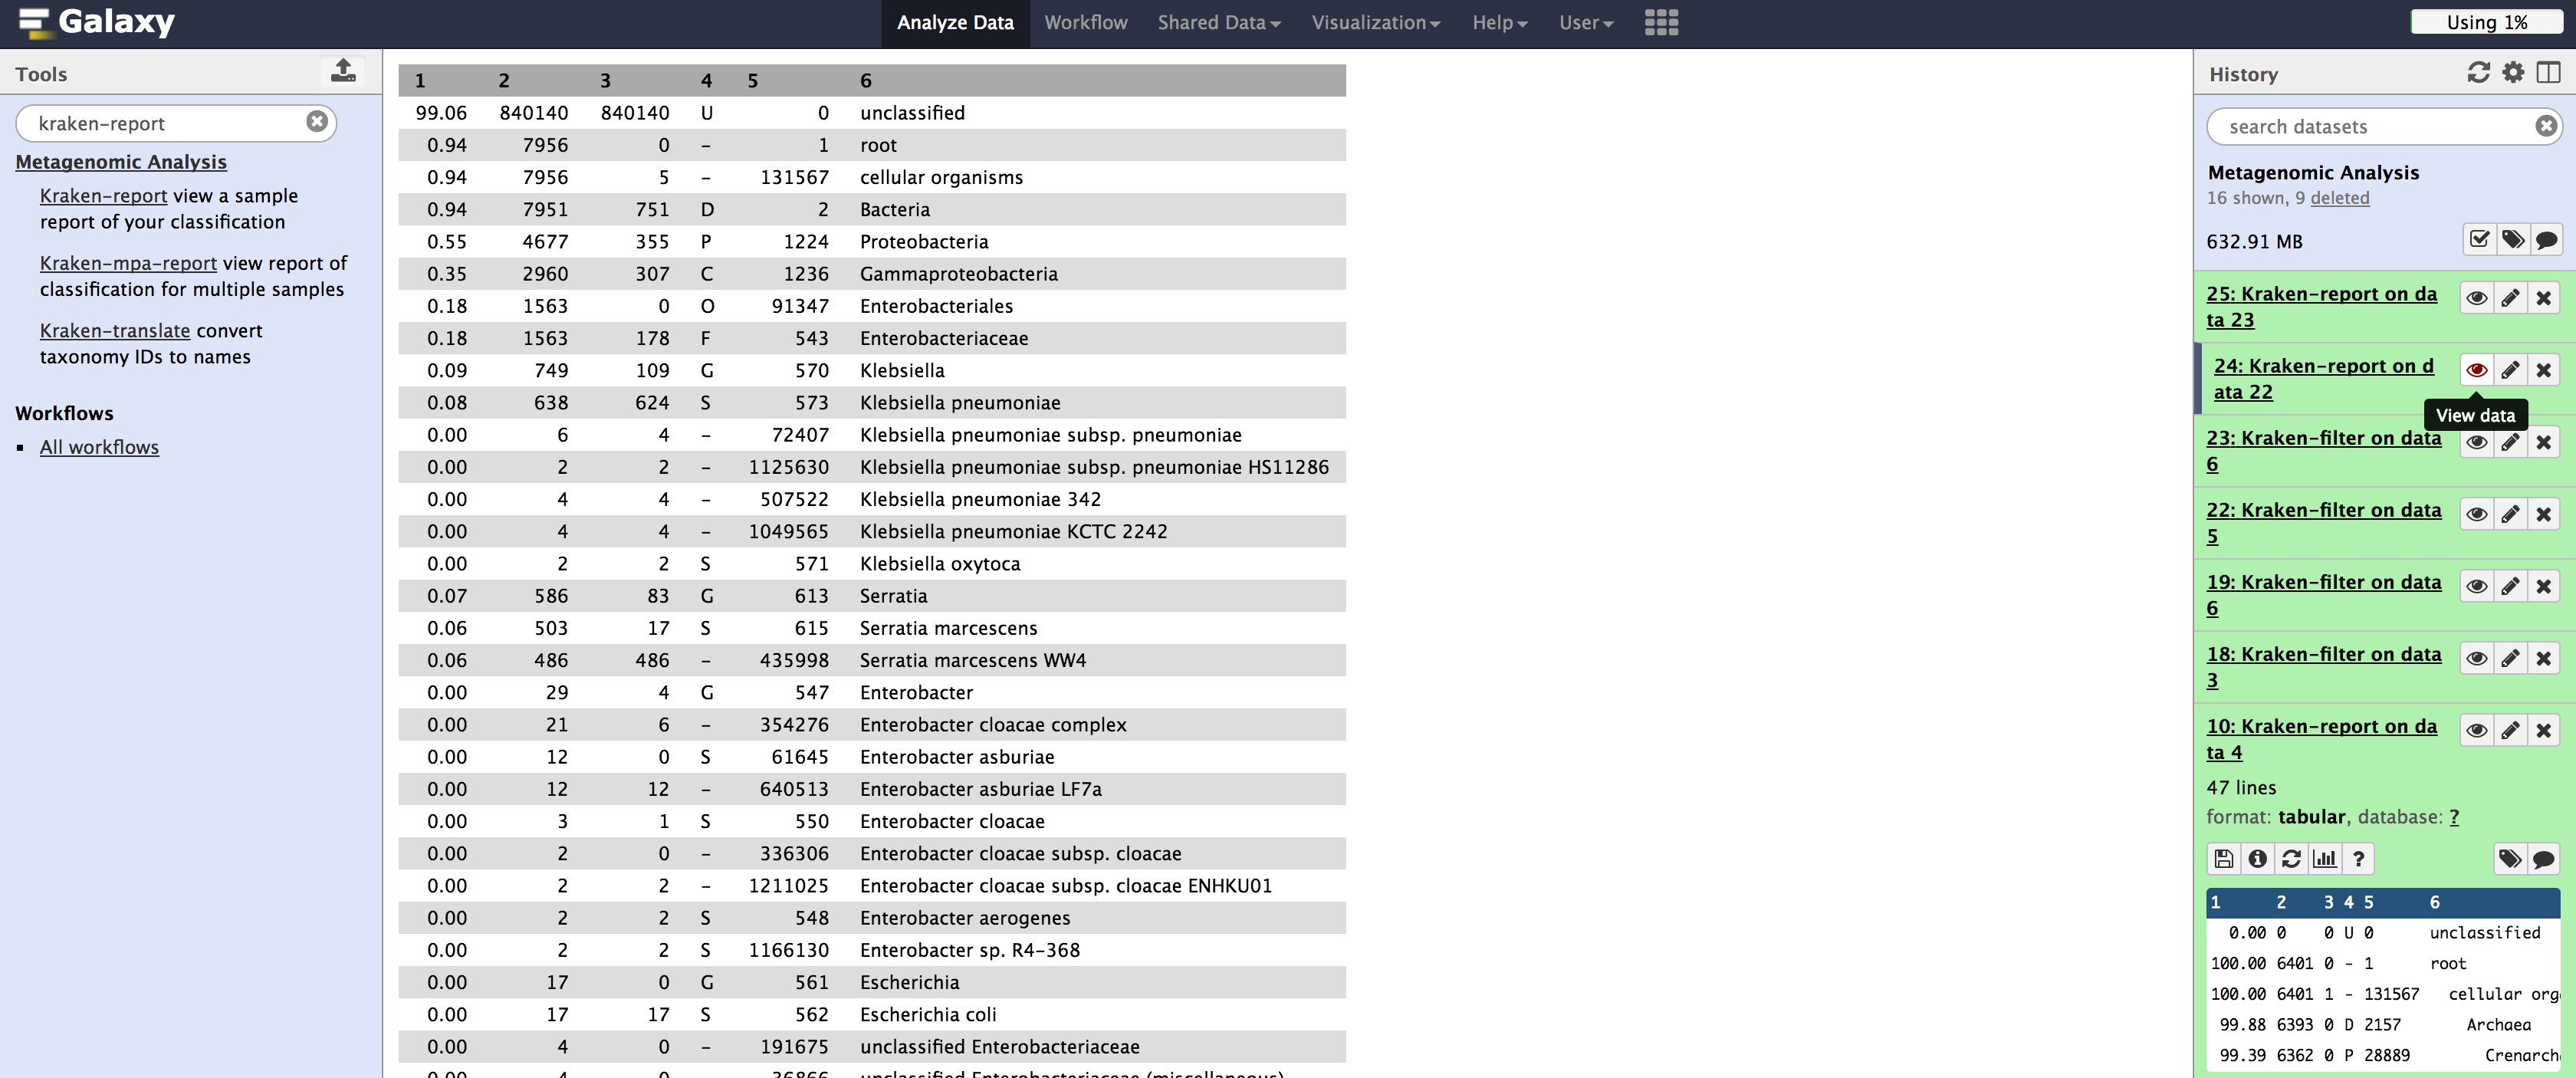 Galaxy
Analyze Data Workflow Shared Data Visualization Help User
Using 1%
Tools
kraken-report
Metagenomic Analysis
Kraken-report view a sample
report of your classification
Kraken-mpa-report view report of
classification for multiple samples
Kraken-translate convert
taxonomy IDs to names
Workflows
All workflows
1 2 3 4 5 6
99.06 840140 840140 U 0 unclassified
0.94 7956 0 - 1 root
0.94 7956 5 - 131567 cellular organisms
0.94 7951 751 D 2 Bacteria
0.55 4677 355 P 1224 Proteobacteria
0.35 2960 307 C 1236 Gammaproteobacteria
0.18 1563 0 O 91347 Enterobacteriales
0.18 1563 178 F 543 Enterobacteriaceae
0.09 749 109 G 570 Klebsiella
0.08 638 624 S 573 Klebsiella pneumoniae
0.00 6 4 - 72407 Klebsiella pneumoniae subsp. pneumoniae
0.00 2 2 - 1125630 Klebsiella pneumoniae subsp. pneumoniae HS11286
0.00 4 4 - 507522 Klebsiella pneumoniae 342
0.00 4 4 - 1049565 Klebsiella pneumoniae KCTC 2242
0.00 2 2 S 571 Klebsiella oxytoca
0.07 586 83 G 613 Serratia
0.06 503 17 S 615 Serratia marcescens
0.06 486 486 - 435998 Serratia marcescens WW4
0.00 29 4 G 547 Enterobacter
0.00 21 6 - 354276 Enterobacter cloacae complex
0.00 12 0 S 61645 Enterobacter asburiae
0.00 12 12 - 640513 Enterobacter asburiae LF7a
0.00 3 1 S 550 Enterobacter cloacae
0.00 2 0 - 336306 Enterobacter cloacae subsp. cloacae
0.00 2 2 - 1211025 Enterobacter cloacae subsp. cloacae ENHKU01
0.00 2 2 S 548 Enterobacter aerogenes
0.00 2 2 S 1166130 Enterobacter sp. R4-368
0.00 17 0 G 561 Escherichia
0.00 17 17 S 562 Escherichia coli
0.00 4 0 - 191675 unclassified Enterobacteriaceae
0.00 4 0 - 36866 unclassified Enterobacteriaceae (miscellaneous)
History
search datasets
Metagenomic Analysis
16 shown, 9 deleted
632.91 MB
25: Kraken-report on da
ta 23
24: Kraken-report on d
ata 22
View data
23: Kraken-filter on data
6
22: Kraken-filter on data
5
19: Kraken-filter on data
6
18: Kraken-filter on data
3
10: Kraken-report on da
ta 4
47 lines
format: tabular, database: ?
1 2 3 4 5 6
0.00 0 0 U 0 unclassified
100.00 6401 0 - 1 root
100.00 6401 1 - 131567 cellular org
99.88 6393 0 D 2157 Archaea
99.39 6362 0 P 28889 Crenarch